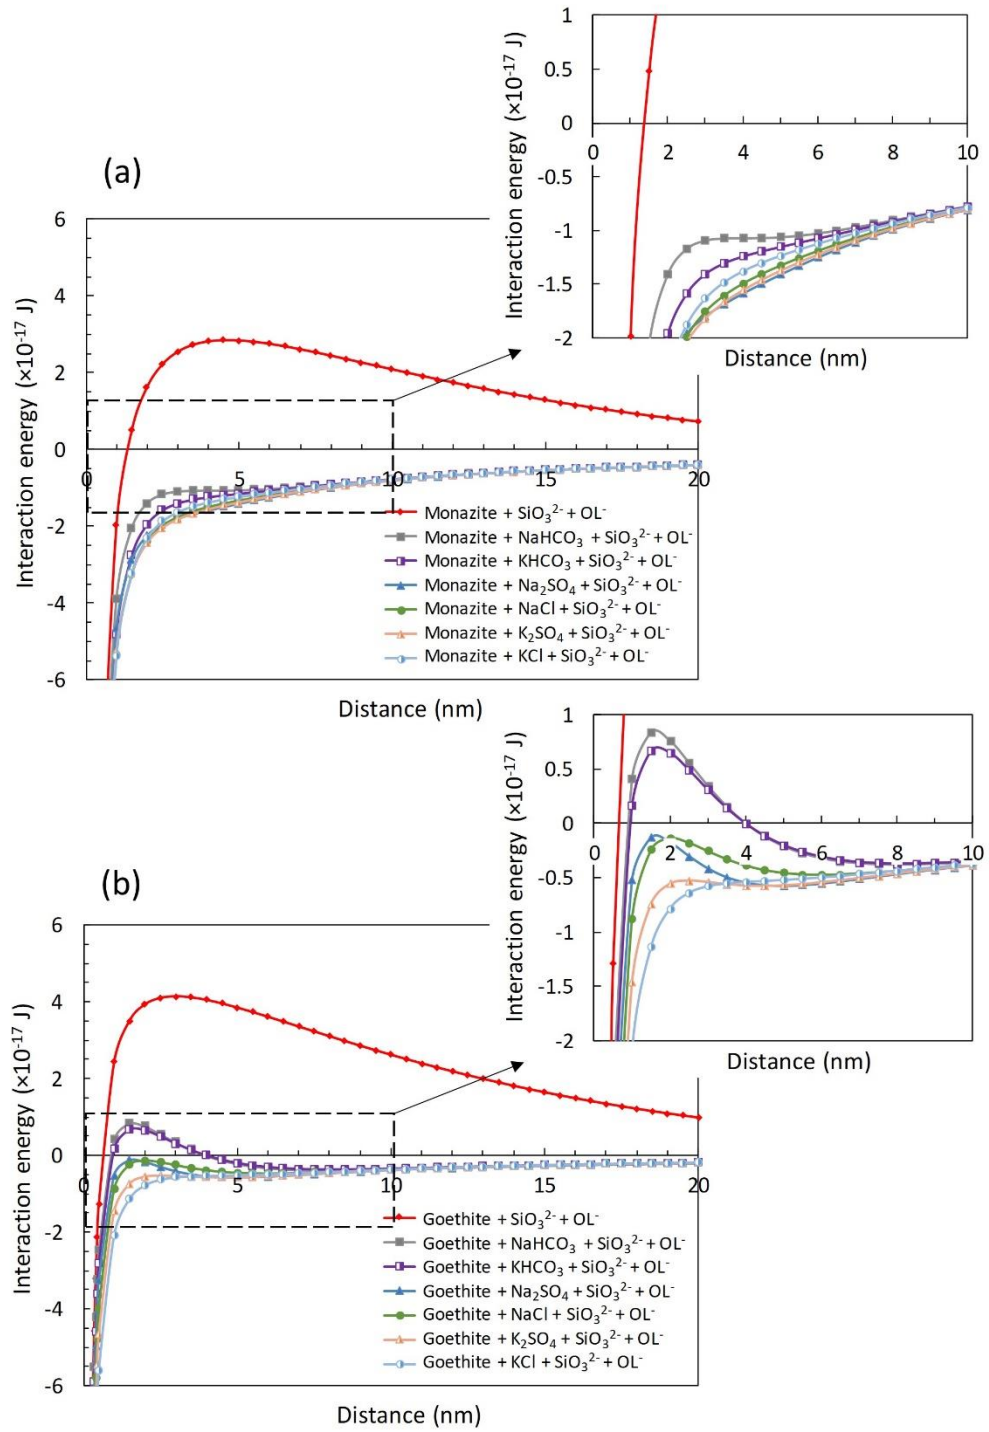 (a)
Interaction energy (×10⁻¹⁷ J)
1
0.5
0
-0.5
-1
-1.5
-2
0 2 4 6 8 10
Distance (nm)
Interaction energy (×10⁻¹⁷ J)
6
4
2
0
-2
-4
-6
0 5 10 15 20
Monazite + SiO₃²⁻ + OL⁻
Monazite + NaHCO₃ + SiO₃²⁻ + OL⁻
Monazite + KHCO₃ + SiO₃²⁻ + OL⁻
Monazite + Na₂SO₄ + SiO₃²⁻ + OL⁻
Monazite + NaCl + SiO₃²⁻ + OL⁻
Monazite + K₂SO₄ + SiO₃²⁻ + OL⁻
Monazite + KCl + SiO₃²⁻ + OL⁻
Distance (nm)
(b)
Interaction energy (×10⁻¹⁷ J)
1
0.5
0
-0.5
-1
-1.5
-2
0 2 4 6 8 10
Distance (nm)
Interaction energy (×10⁻¹⁷ J)
6
4
2
0
-2
-4
-6
0 5 10 15 20
Goethite + SiO₃²⁻ + OL⁻
Goethite + NaHCO₃ + SiO₃²⁻ + OL⁻
Goethite + KHCO₃ + SiO₃²⁻ + OL⁻
Goethite + Na₂SO₄ + SiO₃²⁻ + OL⁻
Goethite + NaCl + SiO₃²⁻ + OL⁻
Goethite + K₂SO₄ + SiO₃²⁻ + OL⁻
Goethite + KCl + SiO₃²⁻ + OL⁻
Distance (nm)